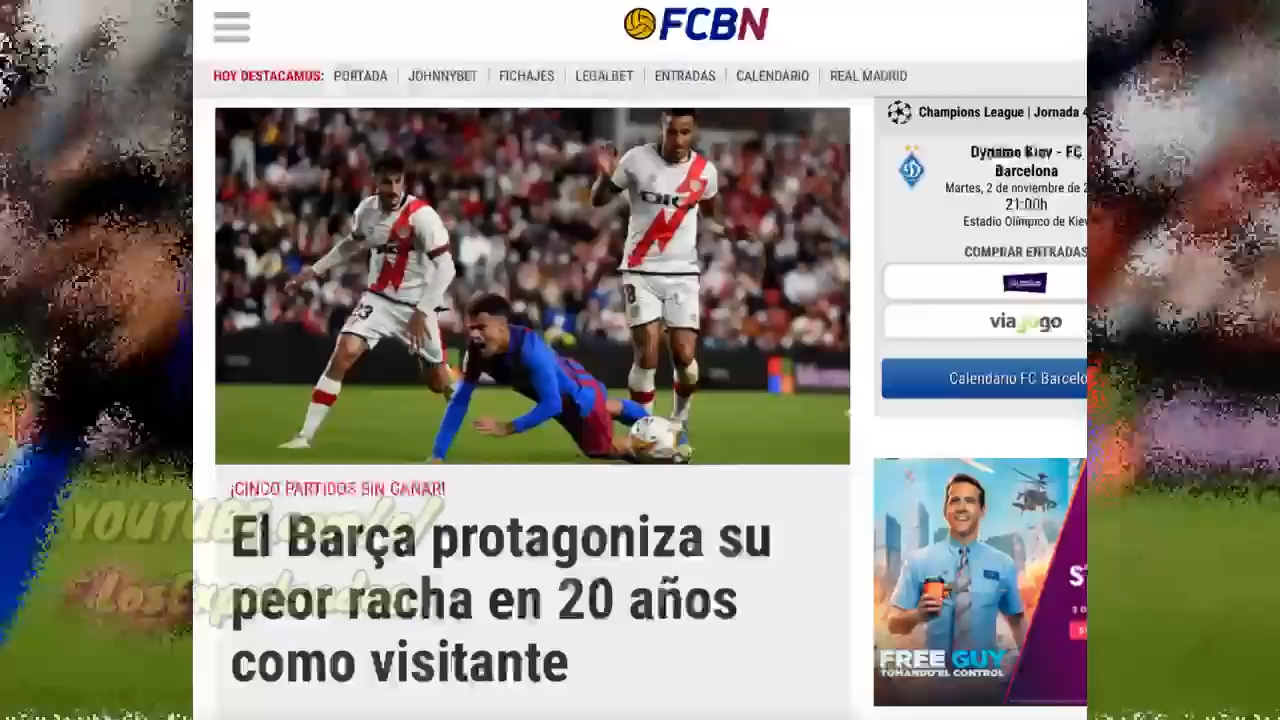 FCBN
HOY DESTACAMOS: PORTADA JOHNNYBET FICHAJES LEGALBET ENTRADAS CALENDARIO REAL MADRID
Champions League | Jornada 4
Dynamo Kiev - FC
Barcelona
Martes, 2 de noviembre de 2
21:00h
Estadio Olímpico de Kiev
COMPRAR ENTRADAS
viagogo
Calendario FC Barcelo
¡CINCO PARTIDOS SIN GANAR!
El Barça protagoniza su
peor racha en 20 años
como visitante
FREE GUY
TOMANDO EL CONTROL